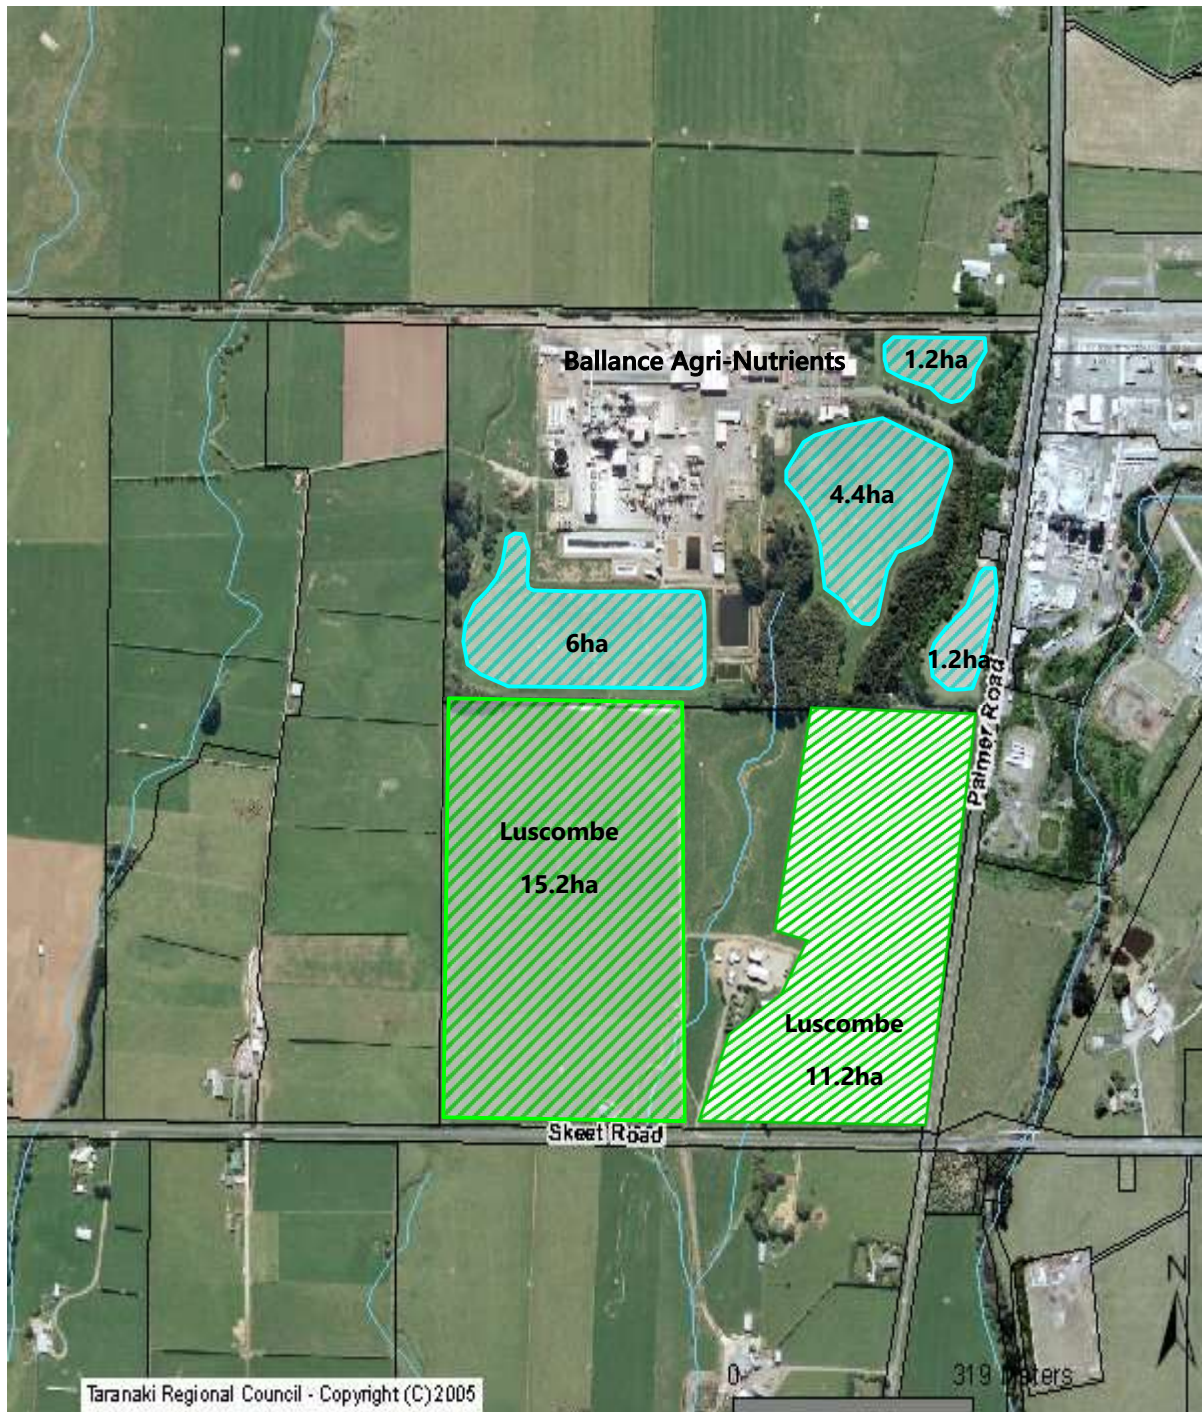 Ballance Agri-Nutrients
1.2ha
4.4ha
6ha
1.2ha
Palmer Road
Luscombe
15.2ha
Luscombe
11.2ha
Skeet Road
N
0
319 Meters
Taranaki Regional Council - Copyright (C) 2005